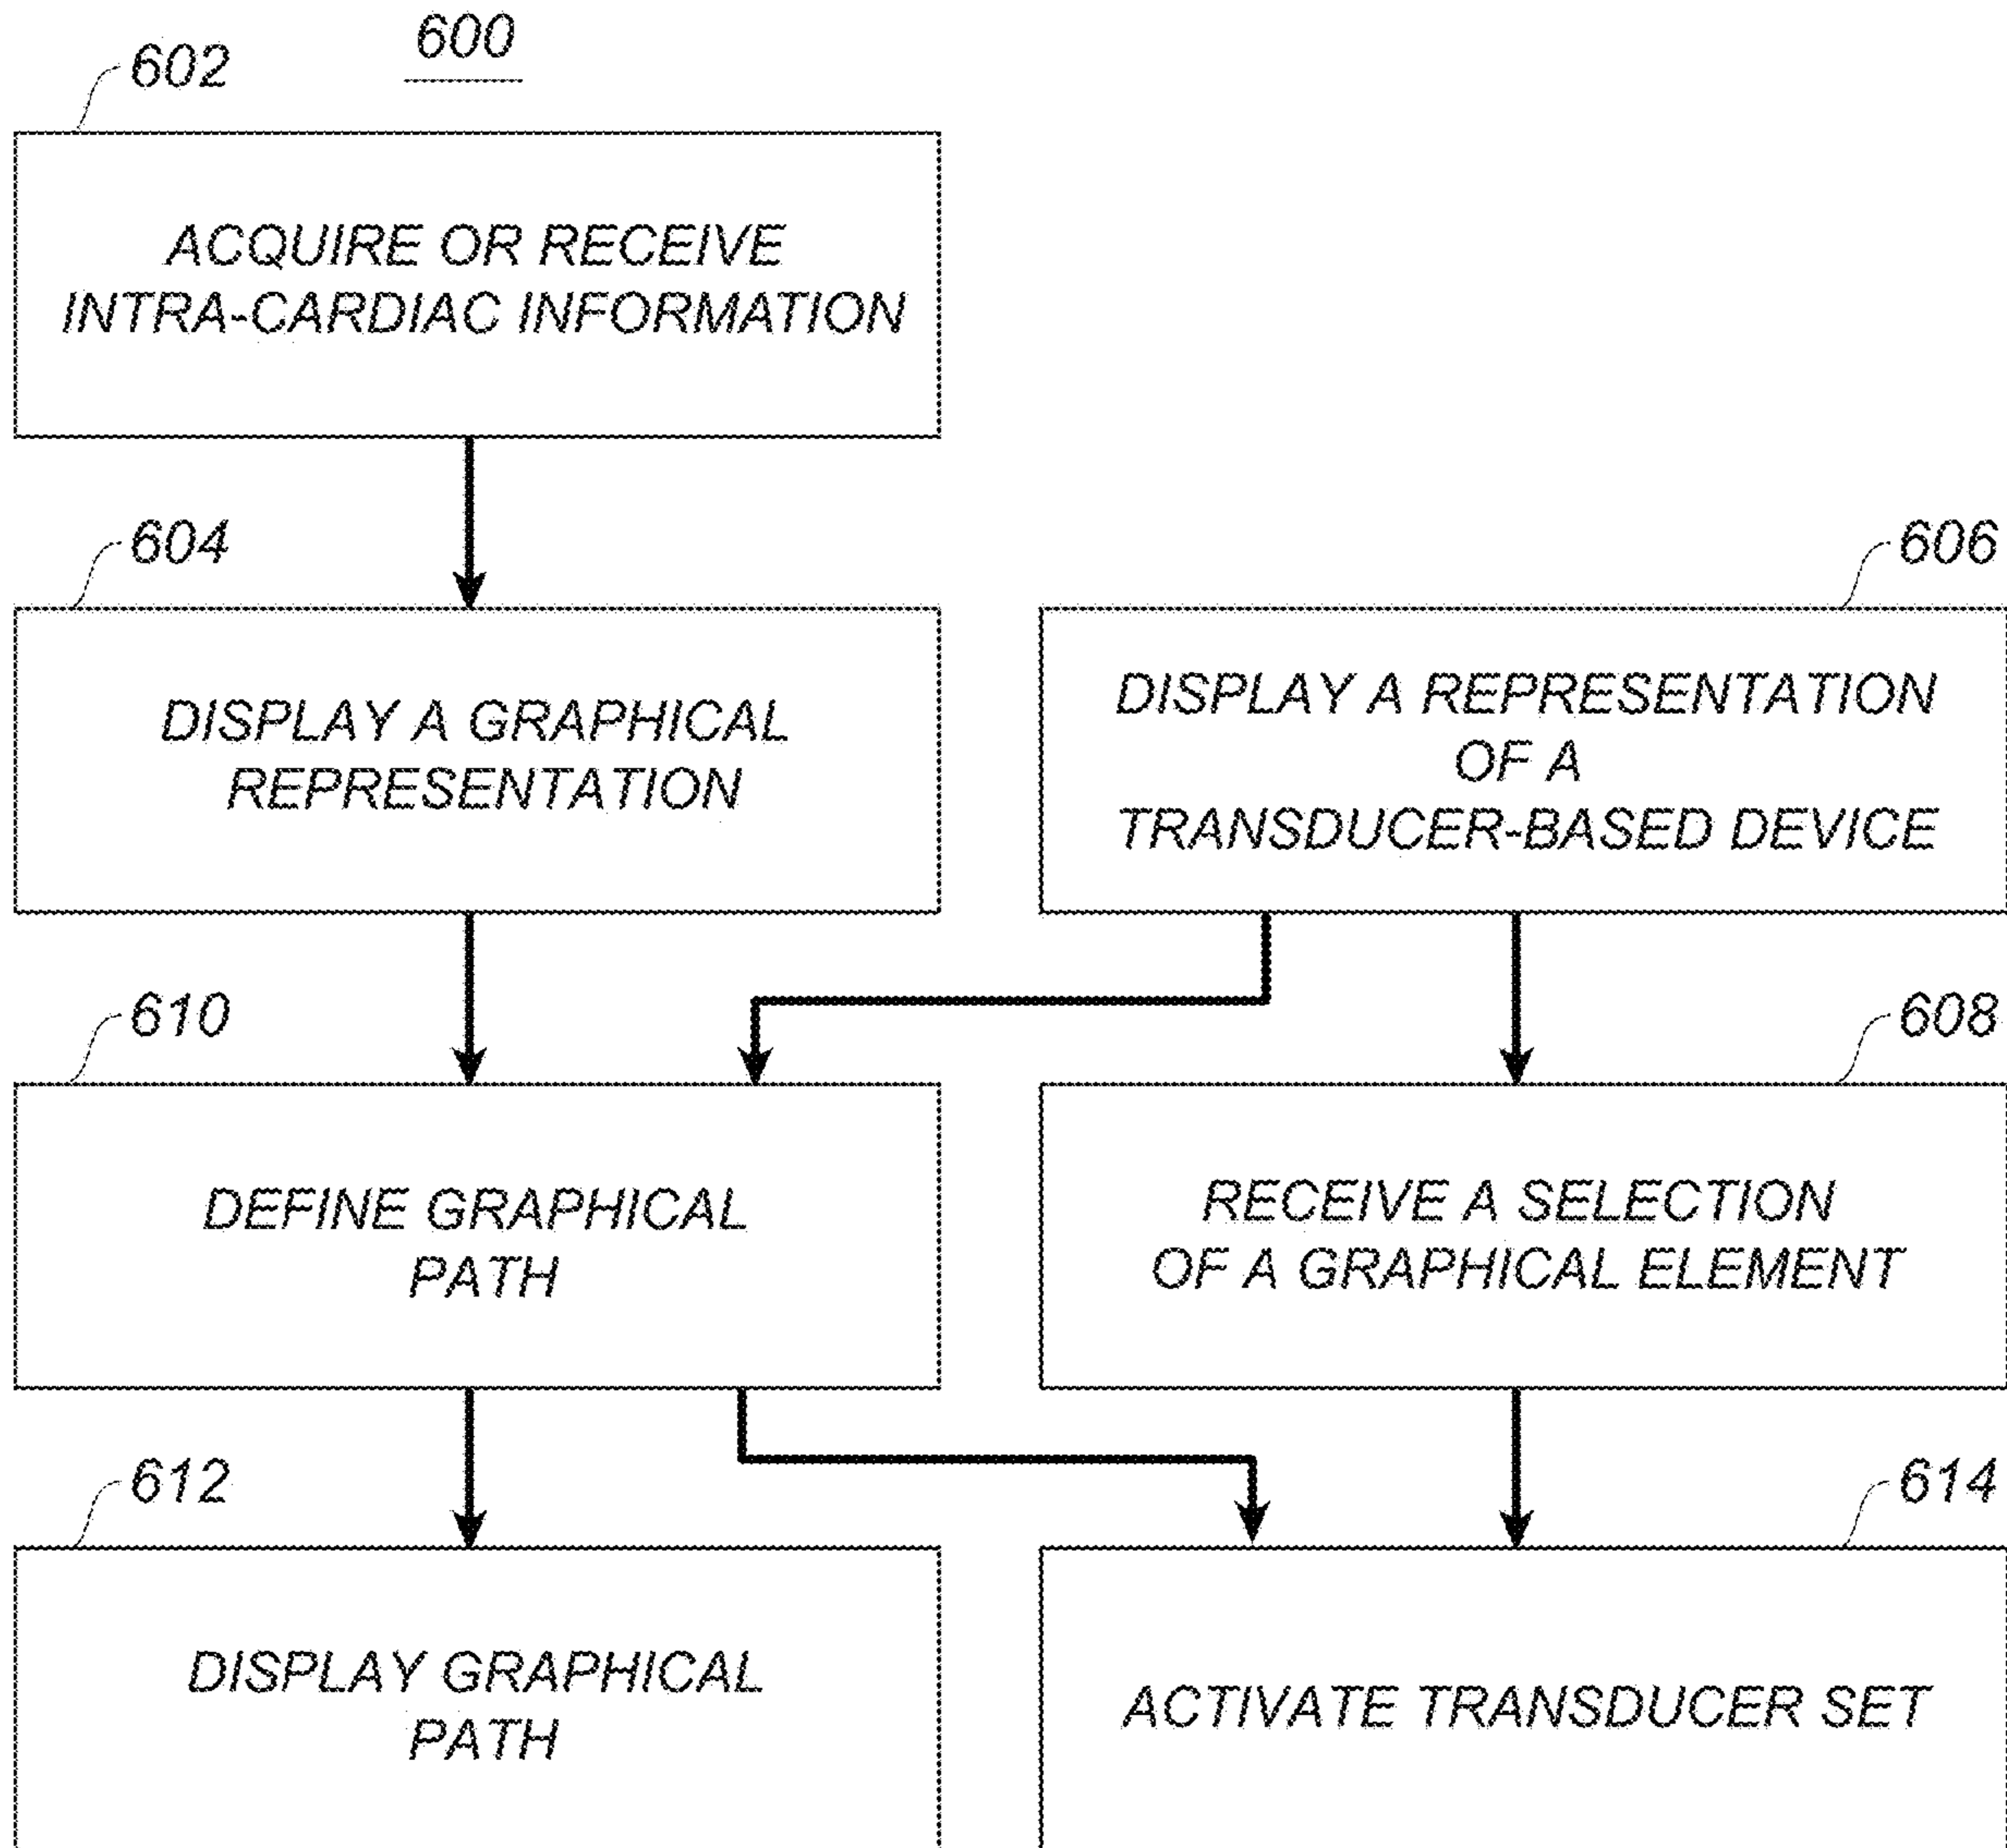 600
602
ACQUIRE OR RECEIVE
INTRA-CARDIAC INFORMATION
604
DISPLAY A GRAPHICAL
REPRESENTATION
606
DISPLAY A REPRESENTATION
OF A
TRANSDUCER-BASED DEVICE
610
DEFINE GRAPHICAL
PATH
608
RECEIVE A SELECTION
OF A GRAPHICAL ELEMENT
612
DISPLAY GRAPHICAL
PATH
614
ACTIVATE TRANSDUCER SET